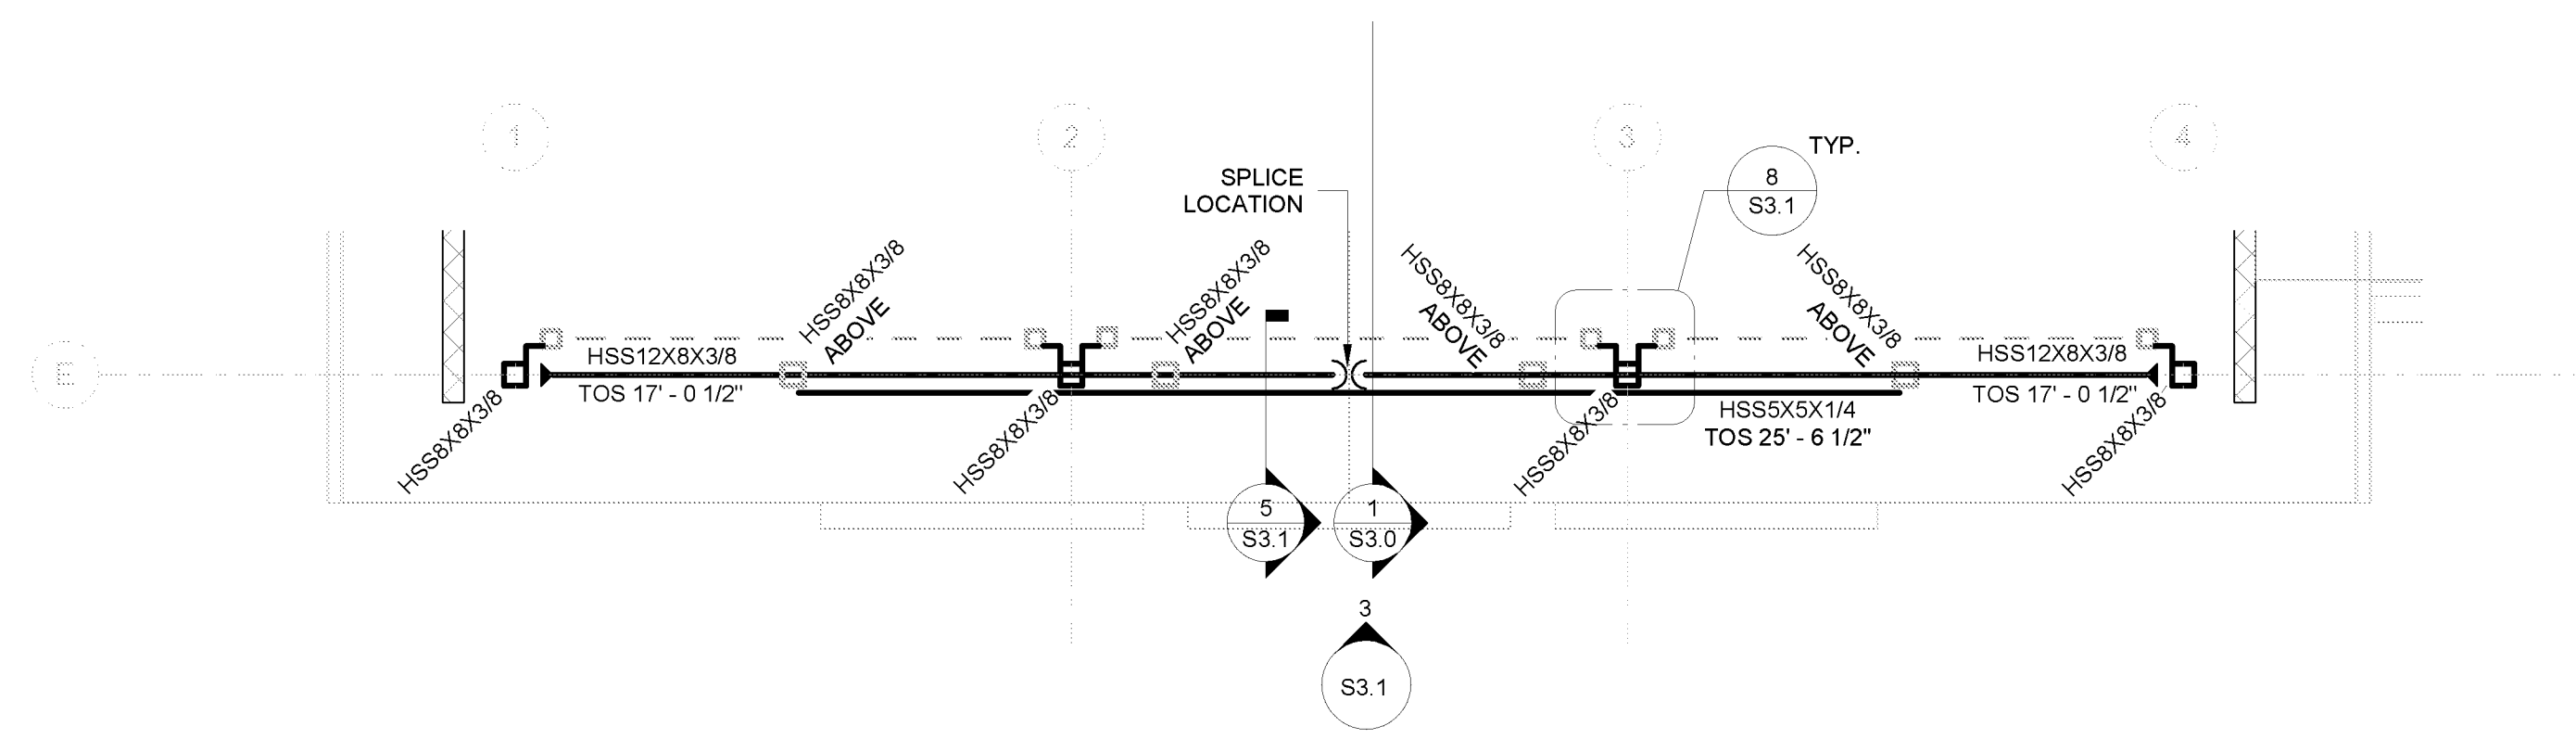 1
2
3
4
TYP.
8
S3.1
SPLICE
LOCATION
HSS8X8X3/8
ABOVE
HSS8X8X3/8
ABOVE
HSS8X8X3/8
ABOVE
HSS8X8X3/8
ABOVE
E
HSS12X8X3/8
TOS 17' - 0 1/2"
HSS12X8X3/8
TOS 17' - 0 1/2"
HSS5X5X1/4
TOS 25' - 6 1/2"
HSS8X8X3/8
HSS8X8X3/8
HSS8X8X3/8
HSS8X8X3/8
5
S3.1
1
S3.0
3
S3.1